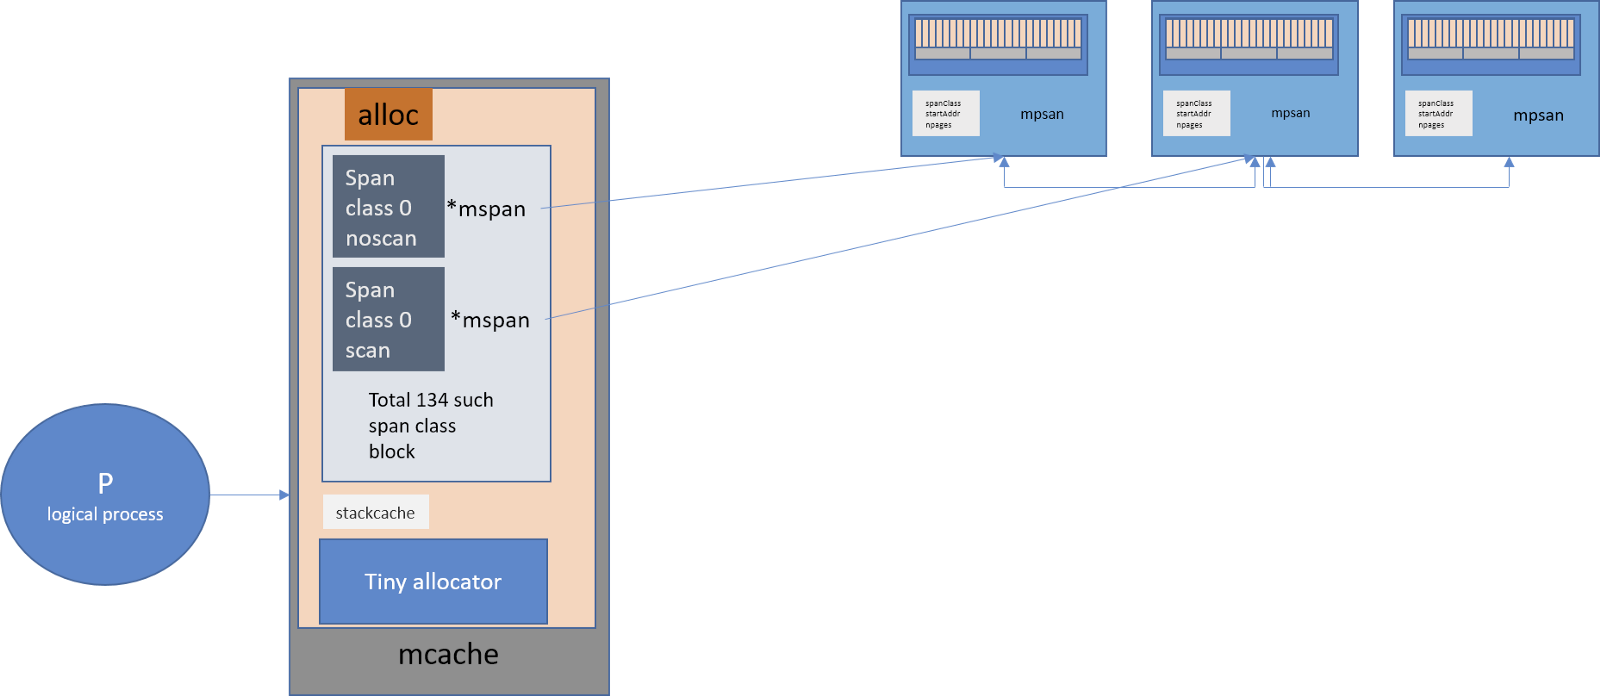 alloc
Span
class 0
noscan
*mspan
Span
class 0
scan
*mspan
Total 134 such
span class
block
stackcache
Tiny allocator
mcache
P
logical process
spanClass
startAddr
npages
mpsan
spanClass
startAddr
npages
mpsan
spanClass
startAddr
npages
mpsan